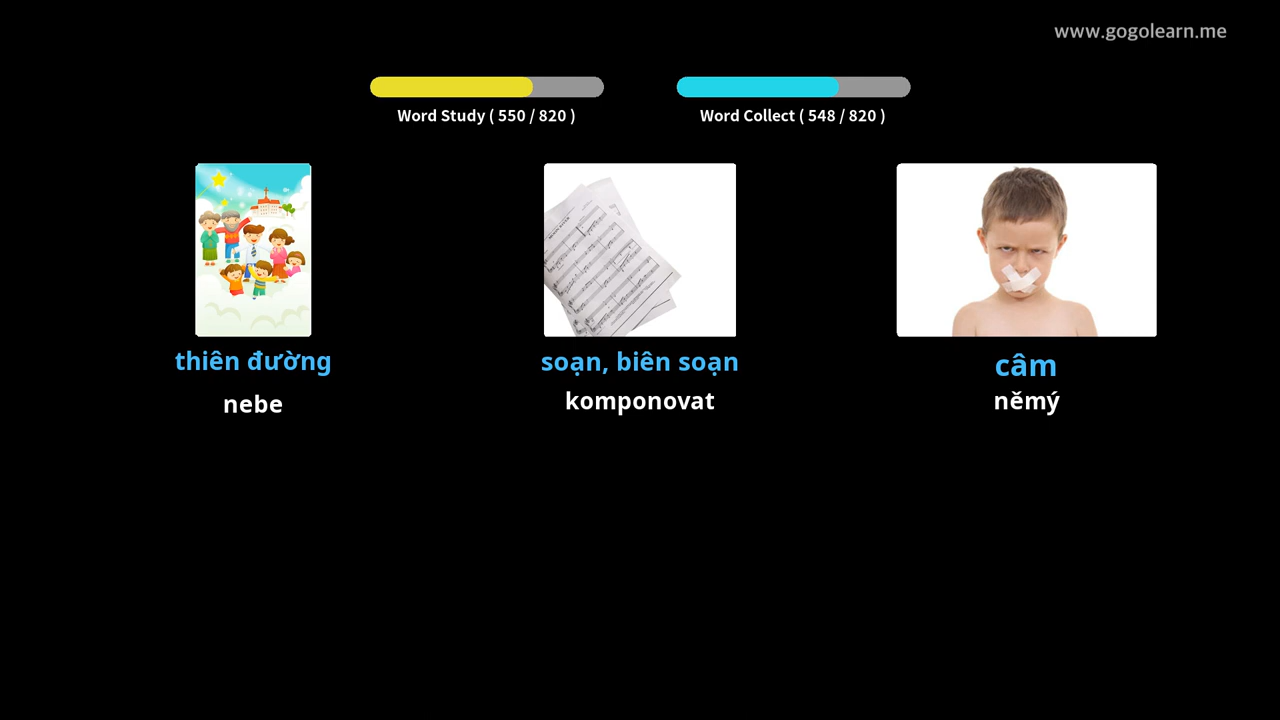 www.gogolearn.me
Word Study ( 550 / 820 )
Word Collect ( 548 / 820 )
thiên đường
soạn, biên soạn
câm
nebe
komponovat
němý